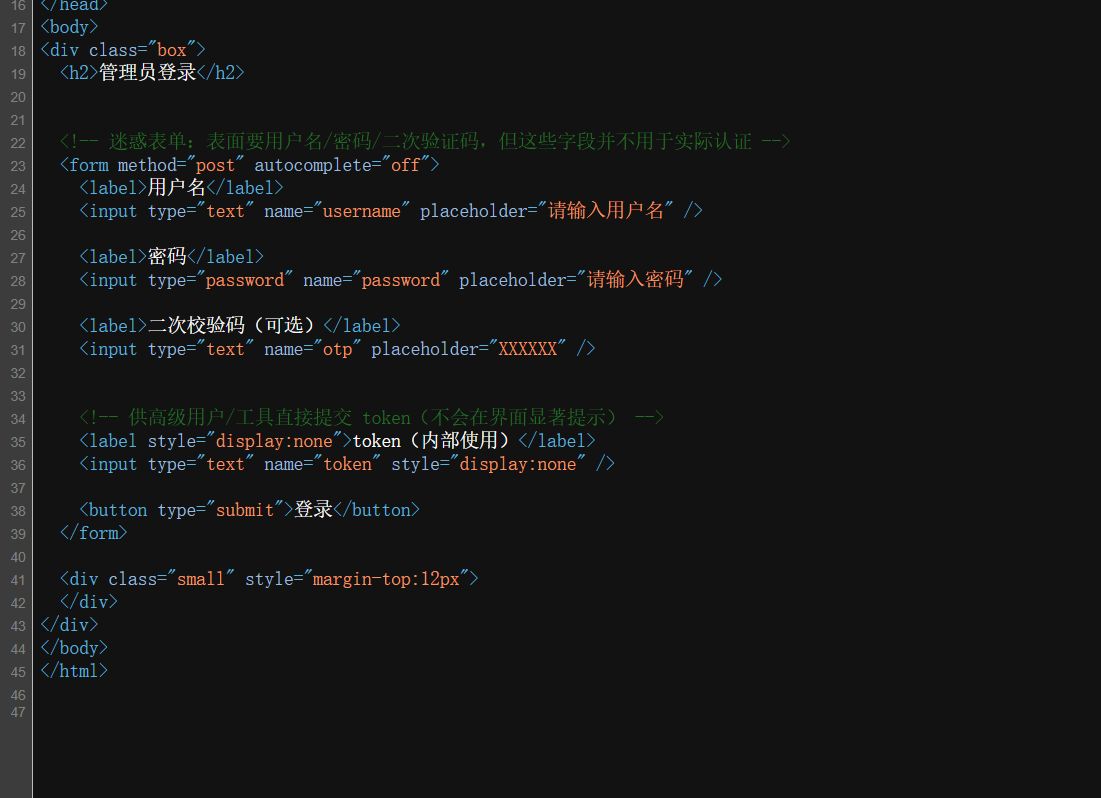 16 </head>
17 <body>
18 <div class="box">
19 <h2>管理员登录</h2>
20
21
22 <!-- 迷惑表单：表面要用户名/密码/二次验证码，但这些字段并不用于实际认证 -->
23 <form method="post" autocomplete="off">
24 <label>用户名</label>
25 <input type="text" name="username" placeholder="请输入用户名" />
26
27 <label>密码</label>
28 <input type="password" name="password" placeholder="请输入密码" />
29
30 <label>二次校验码（可选）</label>
31 <input type="text" name="otp" placeholder="XXXXXX" />
32
33
34 <!-- 供高级用户/工具直接提交 token（不会在界面显著提示） -->
35 <label style="display:none">token（内部使用）</label>
36 <input type="text" name="token" style="display:none" />
37
38 <button type="submit">登录</button>
39 </form>
40
41 <div class="small" style="margin-top:12px">
42 </div>
43 </div>
44 </body>
45 </html>
46
47